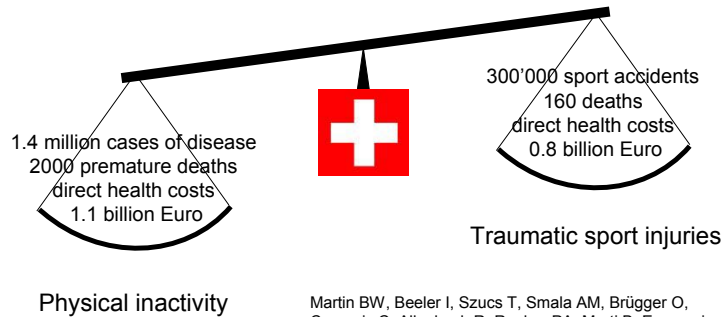 300'000 sport accidents
160 deaths
direct health costs
0.8 billion Euro
1.4 million cases of disease
2000 premature deaths
direct health costs
1.1 billion Euro
Traumatic sport injuries
Physical inactivity
Martin BW, Beeler I, Szucs T, Smala AM, Brügger O,